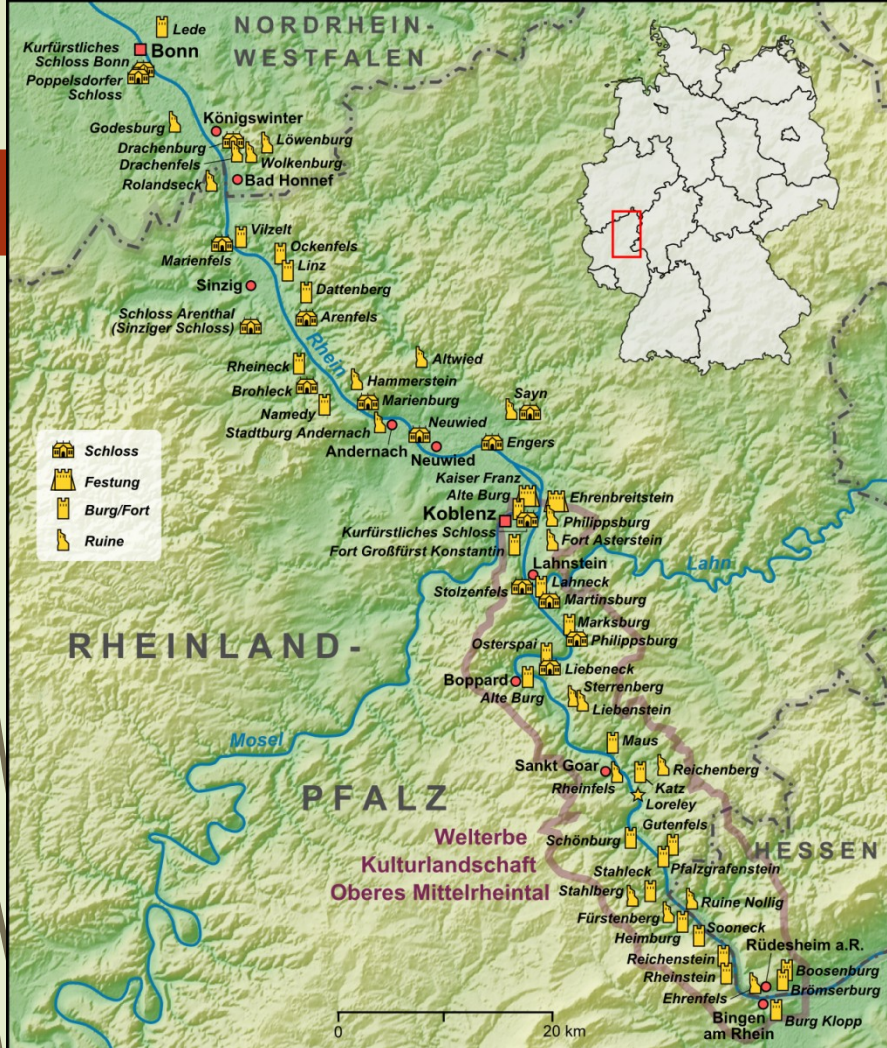 Lede
NORDRHEIN-
WESTFALEN
Kurfürstliches
Schloss Bonn
Bonn
Poppelsdorfer
Schloss
Königswinter
Godesburg
Drachenburg
Löwenburg
Drachenfels
Wolkenburg
Rolandseck
Bad Honnef
Vilzelt
Marienfels
Ockenfels
Linz
Sinzig
Dattenberg
Schloss Arenthal
(Sinziger Schloss)
Arenfels
Rhein
Rheineck
Altwied
Hammerstein
Brohleck
Marienburg
Sayn
Namedy
Stadtburg Andernach
Neuwied
Andernach
Neuwied
Engers
Schloss
Festung
Burg/Fort
Ruine
Kaiser Franz
Alte Burg
Ehrenbreitstein
Koblenz
Philippsburg
Kurfürstliches Schloss
Fort Asterstein
Fort Großfürst Konstantin
Lahnstein
Lahn
Lahneck
Stolzenfels
Martinsburg
Marksburg
RHEINLAND-
Philippsburg
Osterspai
Liebeneck
Boppard
Sterrenberg
Alte Burg
Liebenstein
Mosel
Maus
Sankt Goar
Reichenberg
Rheinfels
Katz
Loreley
PFALZ
Gutenfels
Welterbe
Kulturlandschaft
Oberes Mittelrheintal
Schönburg
HESSEN
Pfalzgrafenstein
Stahleck
Stahlberg
Ruine Nollig
Fürstenberg
Sooneck
Heimburg
Rüdesheim a.R.
Reichenstein
Boosenburg
Rheinstein
Brömserburg
Ehrenfels
Bingen
am Rhein
Burg Klopp
0
20 km